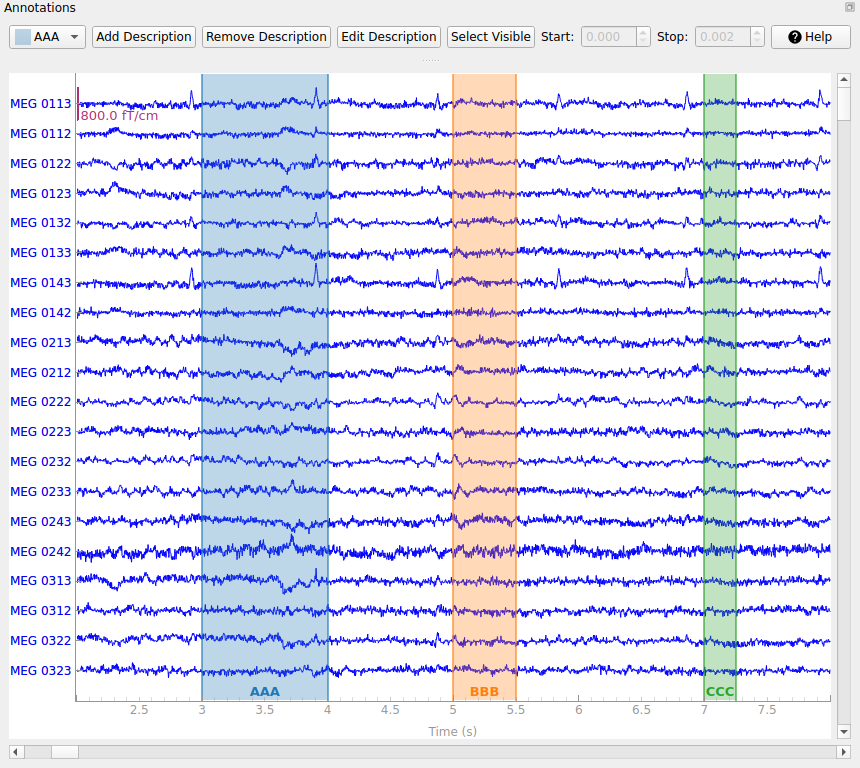 Annotations
AAA Add Description Remove Description Edit Description Select Visible Start: 0.000 Stop: 0.002 ? Help
MEG 0113
800.0 fT/cm
MEG 0112
MEG 0122
MEG 0123
MEG 0132
MEG 0133
MEG 0143
MEG 0142
MEG 0213
MEG 0212
MEG 0222
MEG 0223
MEG 0232
MEG 0233
MEG 0243
MEG 0242
MEG 0313
MEG 0312
MEG 0322
MEG 0323
AAA BBB CCC
2.5 3 3.5 4 4.5 5 5.5 6 6.5 7 7.5
Time (s)